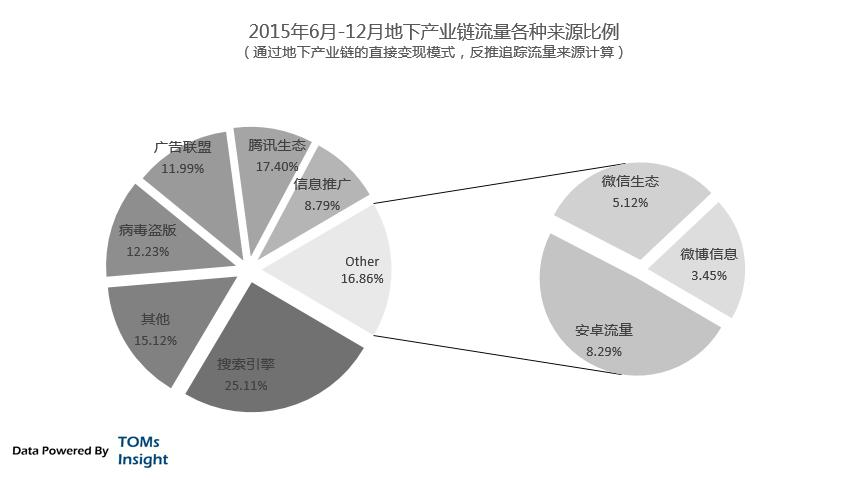 2015年6月-12月地下产业链流量各种来源比例
（通过地下产业链的直接变现模式，反推追踪流量来源计算）
广告联盟
11.99%
腾讯生态
17.40%
信息推广
8.79%
病毒盗版
12.23%
Other
16.86%
其他
15.12%
搜索引擎
25.11%
微信生态
5.12%
微博信息
3.45%
安卓流量
8.29%
Data Powered By
TOMs
Insight